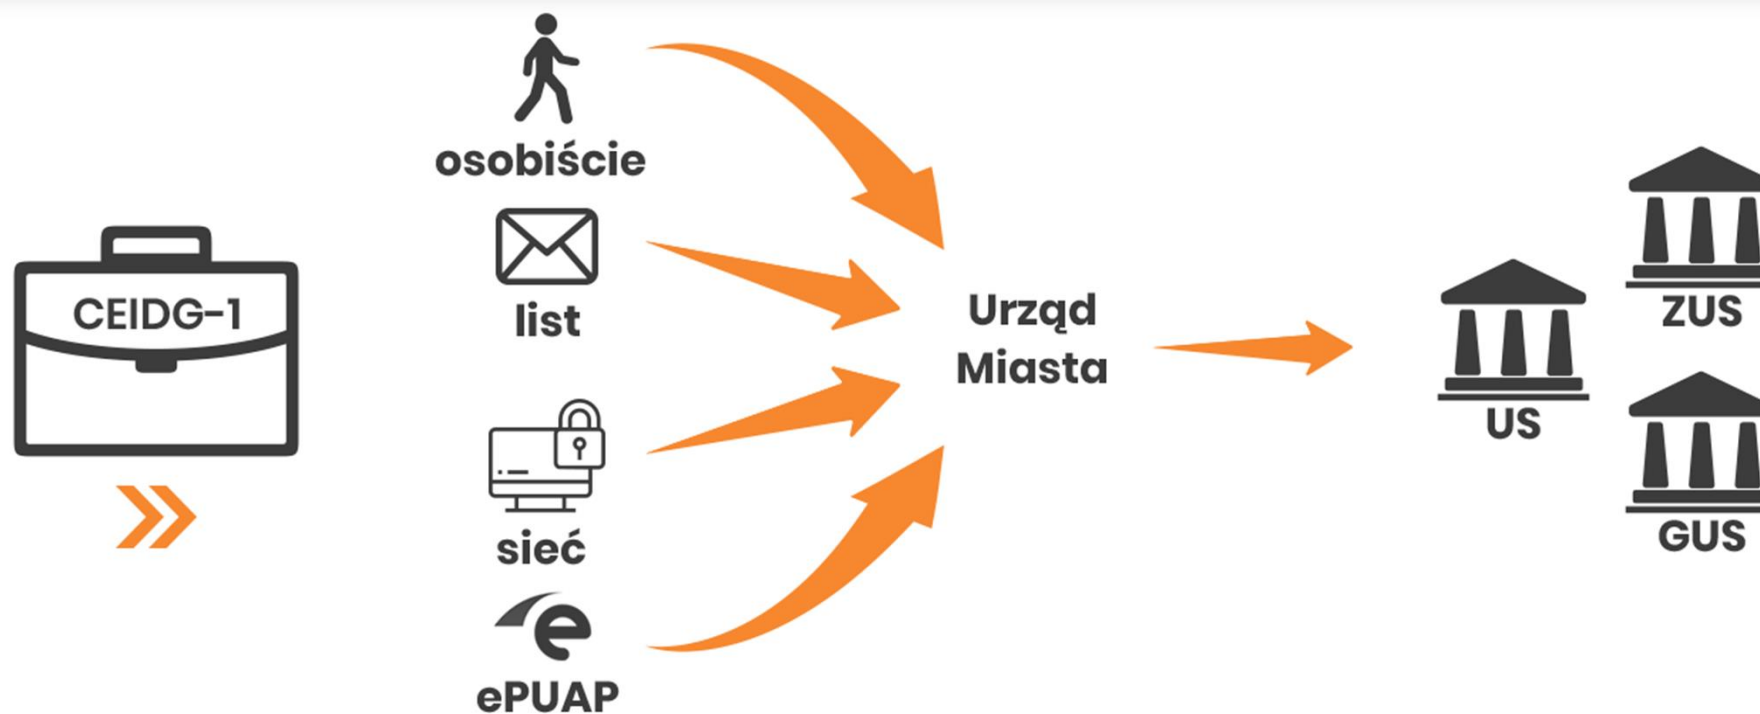 CEIDG-1
osobiście
list
sieć
ePUAP
Urząd
Miasta
US
ZUS
GUS